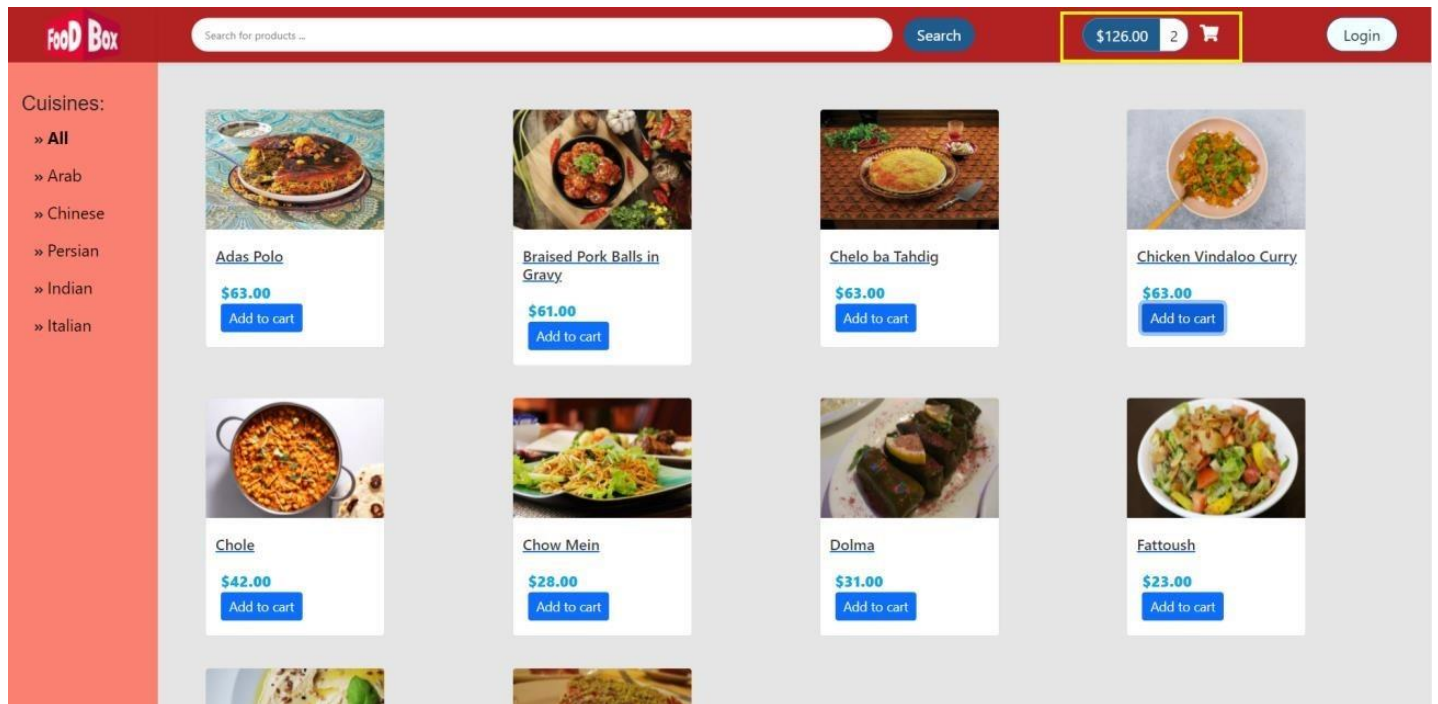 FooD Box
Search for products ...
Search
$126.00 2
Login
Cuisines:
» All
» Arab
» Chinese
» Persian
» Indian
» Italian
Adas Polo
$63.00
Add to cart
Braised Pork Balls in
Gravy
$61.00
Add to cart
Chelo ba Tahdig
$63.00
Add to cart
Chicken Vindaloo Curry
$63.00
Add to cart
Chole
$42.00
Add to cart
Chow Mein
$28.00
Add to cart
Dolma
$31.00
Add to cart
Fattoush
$23.00
Add to cart